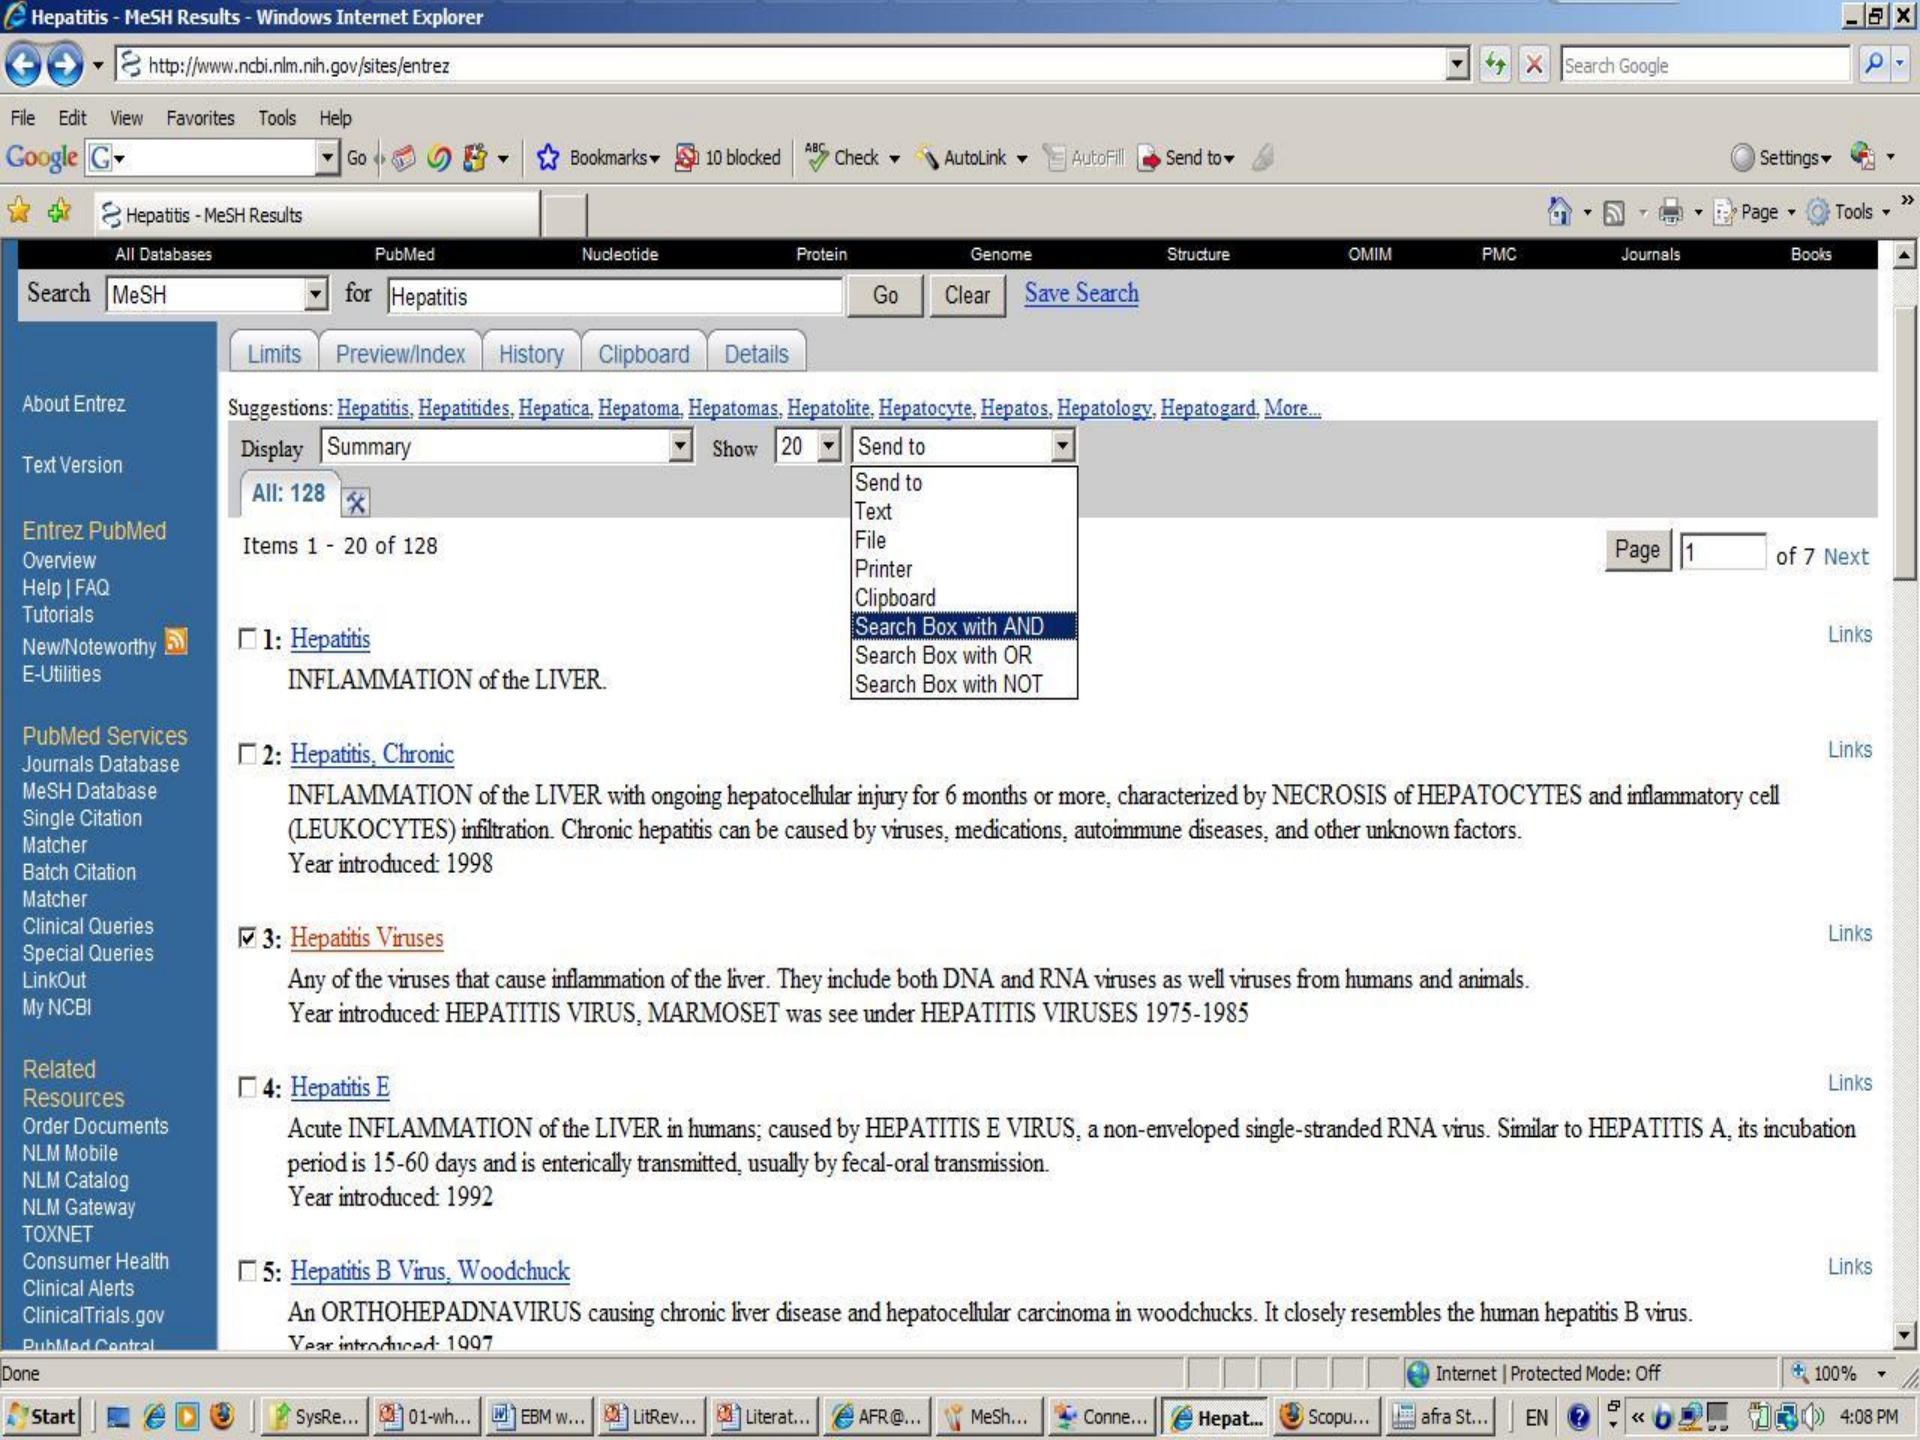 Hepatitis - MeSH Results - Windows Internet Explorer
http://www.ncbi.nlm.nih.gov/sites/entrez
Search Google
File Edit View Favorites Tools Help
Google G Go Bookmarks 10 blocked ABC Check AutoLink AutoFill Send to Settings
Hepatitis - MeSH Results
Page Tools »
All Databases PubMed Nucleotide Protein Genome Structure OMIM PMC Journals Books
Search MeSH for Hepatitis Go Clear Save Search
Limits Preview/Index History Clipboard Details
About Entrez
Text Version
Entrez PubMed
Overview
Help | FAQ
Tutorials
New/Noteworthy
E-Utilities
PubMed Services
Journals Database
MeSH Database
Single Citation
Matcher
Batch Citation
Matcher
Clinical Queries
Special Queries
LinkOut
My NCBI
Related
Resources
Order Documents
NLM Mobile
NLM Catalog
NLM Gateway
TOXNET
Consumer Health
Clinical Alerts
ClinicalTrials.gov
PubMed Central
Suggestions: Hepatitis, Hepatitides, Hepatica, Hepatoma, Hepatomas, Hepatolite, Hepatocyte, Hepatos, Hepatology, Hepatogard, More...
Display Summary Show 20 Send to
Send to
Text
File
Printer
Clipboard
Search Box with AND
Search Box with OR
Search Box with NOT
All: 128
Items 1 - 20 of 128
Page 1 of 7 Next
1: Hepatitis Links
INFLAMMATION of the LIVER.
2: Hepatitis, Chronic Links
INFLAMMATION of the LIVER with ongoing hepatocellular injury for 6 months or more, characterized by NECROSIS of HEPATOCYTES and inflammatory cell
(LEUKOCYTES) infiltration. Chronic hepatitis can be caused by viruses, medications, autoimmune diseases, and other unknown factors.
Year introduced: 1998
3: Hepatitis Viruses Links
Any of the viruses that cause inflammation of the liver. They include both DNA and RNA viruses as well viruses from humans and animals.
Year introduced: HEPATITIS VIRUS, MARMOSET was see under HEPATITIS VIRUSES 1975-1985
4: Hepatitis E Links
Acute INFLAMMATION of the LIVER in humans; caused by HEPATITIS E VIRUS, a non-enveloped single-stranded RNA virus. Similar to HEPATITIS A, its incubation
period is 15-60 days and is enterically transmitted, usually by fecal-oral transmission.
Year introduced: 1992
5: Hepatitis B Virus, Woodchuck Links
An ORTHOHEPADNAVIRUS causing chronic liver disease and hepatocellular carcinoma in woodchucks. It closely resembles the human hepatitis B virus.
Year introduced: 1997
Done Internet | Protected Mode: Off 100%
Start SysRe... 01-wh... EBM w... LitRev... Literat... AFR@... MeSh... Conne... Hepat... Scopu... afra St... EN « 4:08 PM